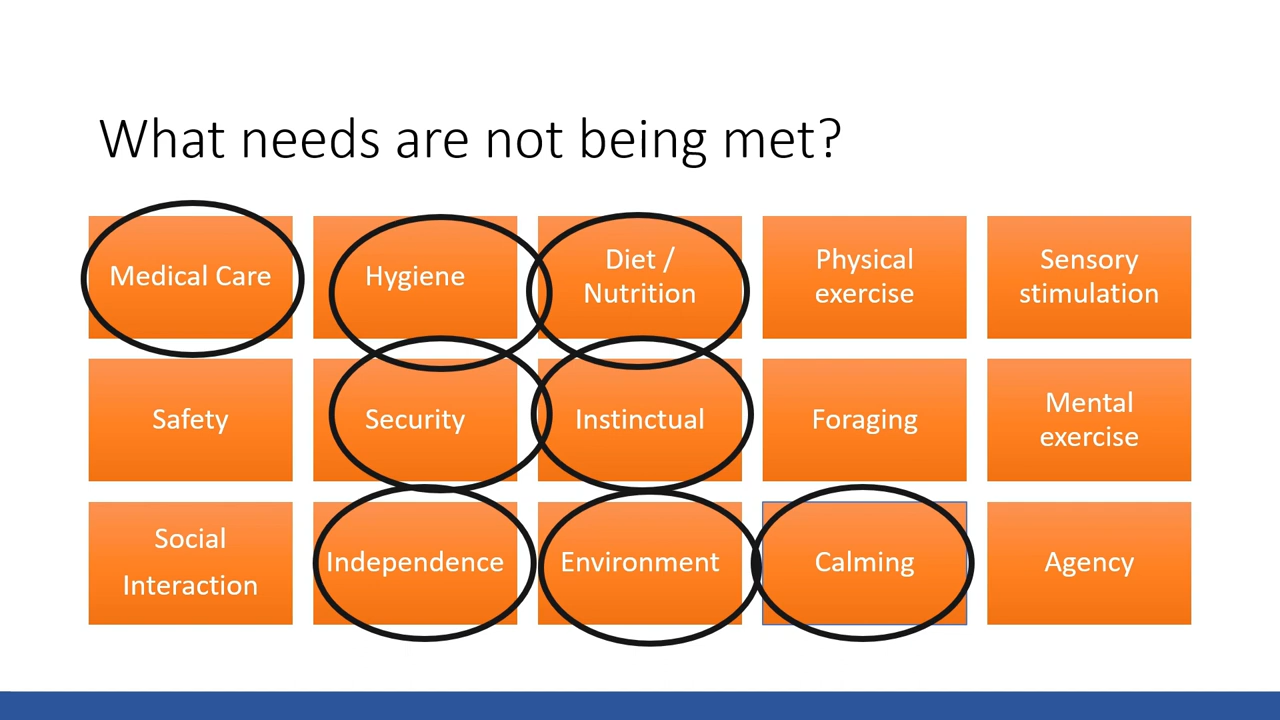 What needs are not being met?
Medical Care
Hygiene
Diet /
Nutrition
Physical
exercise
Sensory
stimulation
Safety
Security
Instinctual
Foraging
Mental
exercise
Social
Interaction
Independence
Environment
Calming
Agency